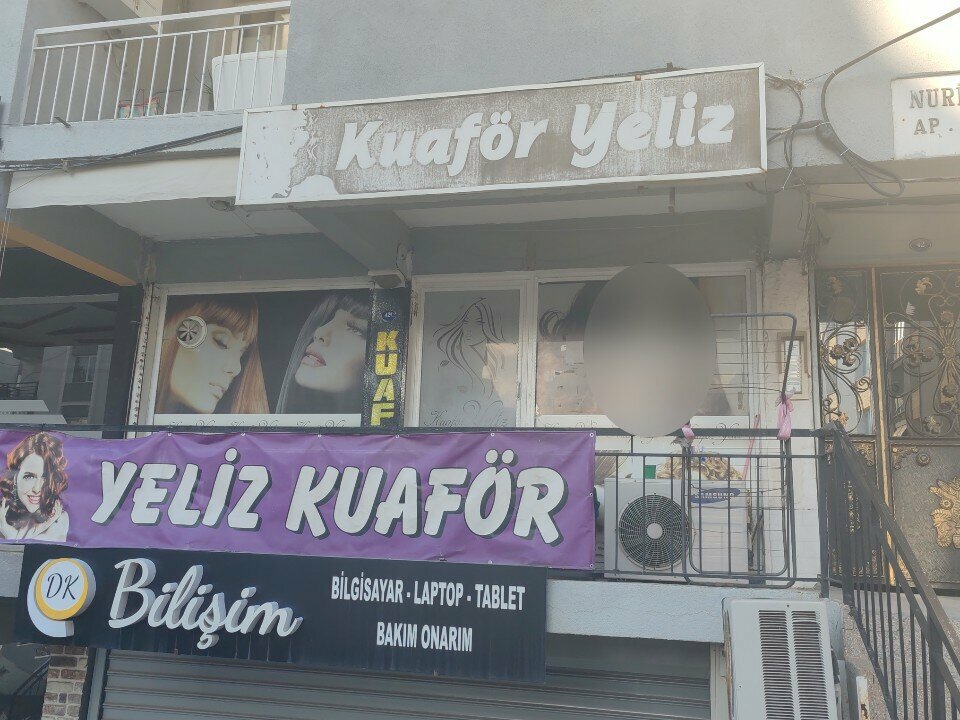 Kuaför Yeliz
NURİ
AP.
KUAF
YELİZ KUAFÖR
SAMSUNG
DK
Bilişim
BİLGİSAYAR - LAPTOP - TABLET
BAKIM ONARIM